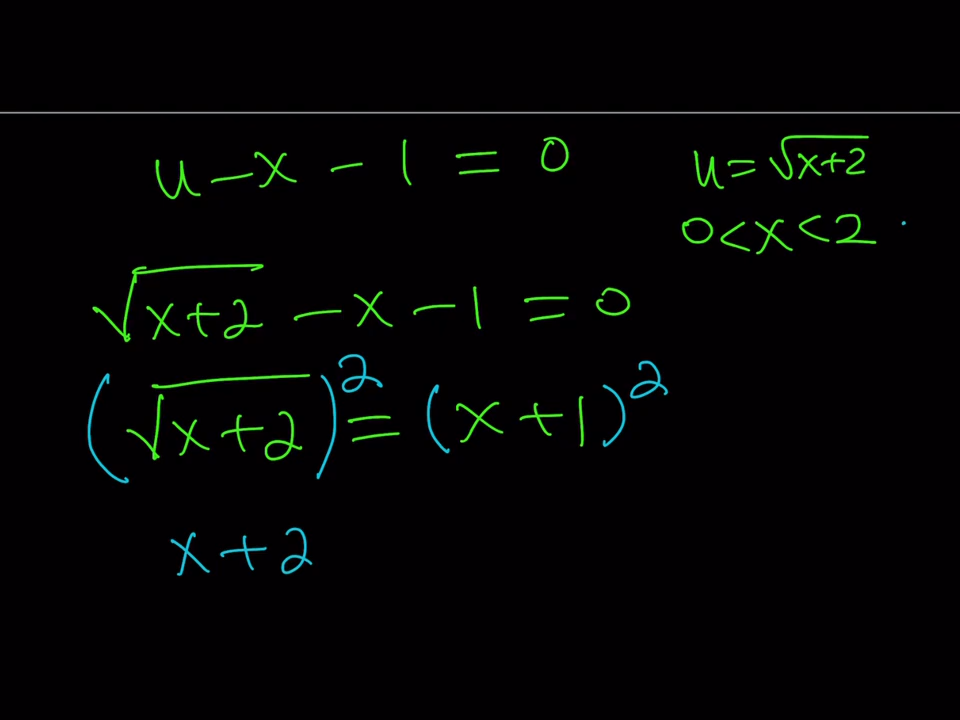 u - x - 1 = 0
u = √x+2
0 < x < 2
√x+2 - x - 1 = 0
(√x+2)² = (x+1)²
x + 2